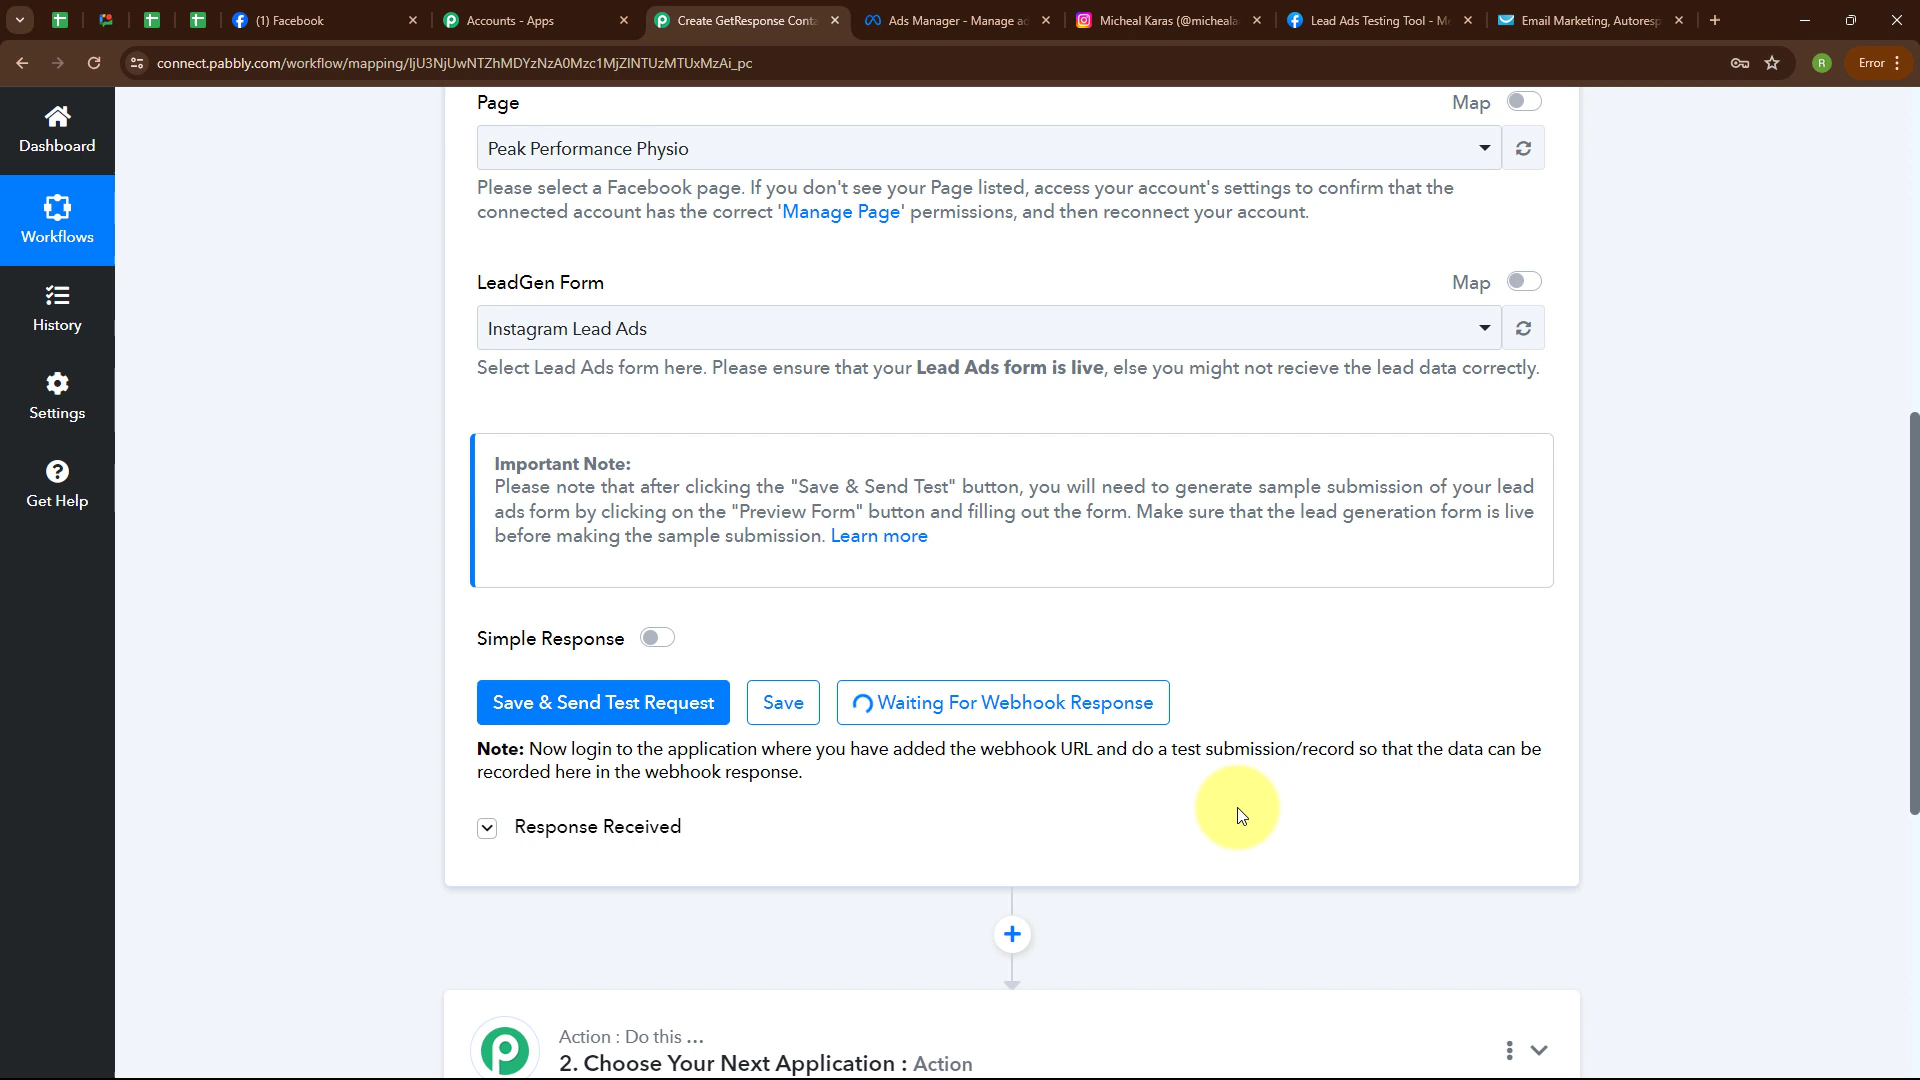 (1) Facebook
Accounts - Apps
Create GetResponse Conta
Ads Manager - Manage ad
Micheal Karas (@micheala
Lead Ads Testing Tool - M
Email Marketing, Autoresp
connect.pabbly.com/workflow/mapping/IjU3NjUwNTZhMDYzNzA0Mzc1MjZlNTUzMTUxMzAi_pc
R
Error
Dashboard
Workflows
History
Settings
Get Help
Page
Map
Peak Performance Physio
Please select a Facebook page. If you don't see your Page listed, access your account's settings to confirm that the
connected account has the correct 'Manage Page' permissions, and then reconnect your account.
LeadGen Form
Map
Instagram Lead Ads
Select Lead Ads form here. Please ensure that your Lead Ads form is live, else you might not recieve the lead data correctly.
Important Note:
Please note that after clicking the "Save & Send Test" button, you will need to generate sample submission of your lead
ads form by clicking on the "Preview Form" button and filling out the form. Make sure that the lead generation form is live
before making the sample submission. Learn more
Simple Response
Save & Send Test Request
Save
Waiting For Webhook Response
Note: Now login to the application where you have added the webhook URL and do a test submission/record so that the data can be
recorded here in the webhook response.
Response Received
Action : Do this ...
2. Choose Your Next Application : Action